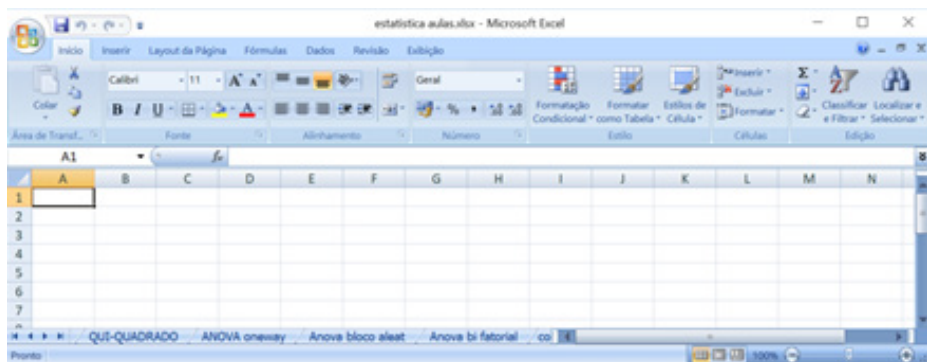 estatistica aulas.xlsx - Microsoft Excel
Início Inserir Layout da Página Fórmulas Dados Revisão Exibição
Calibri 11 A A Geral Σ
Colar N I S % Formatação Condicional Formatar como Tabela Estilos de Célula Inserir Excluir Formatar Classificar e Filtrar Localizar e Selecionar
Área de Transf... Fonte Alinhamento Número Estilo Células Edição
A1 fx
A B C D E F G H I J K L M N
1
2
3
4
5
6
7
QUI-QUADRADO ANOVA oneway Anova bloco aleat Anova bi fatorial co
Pronto 100%